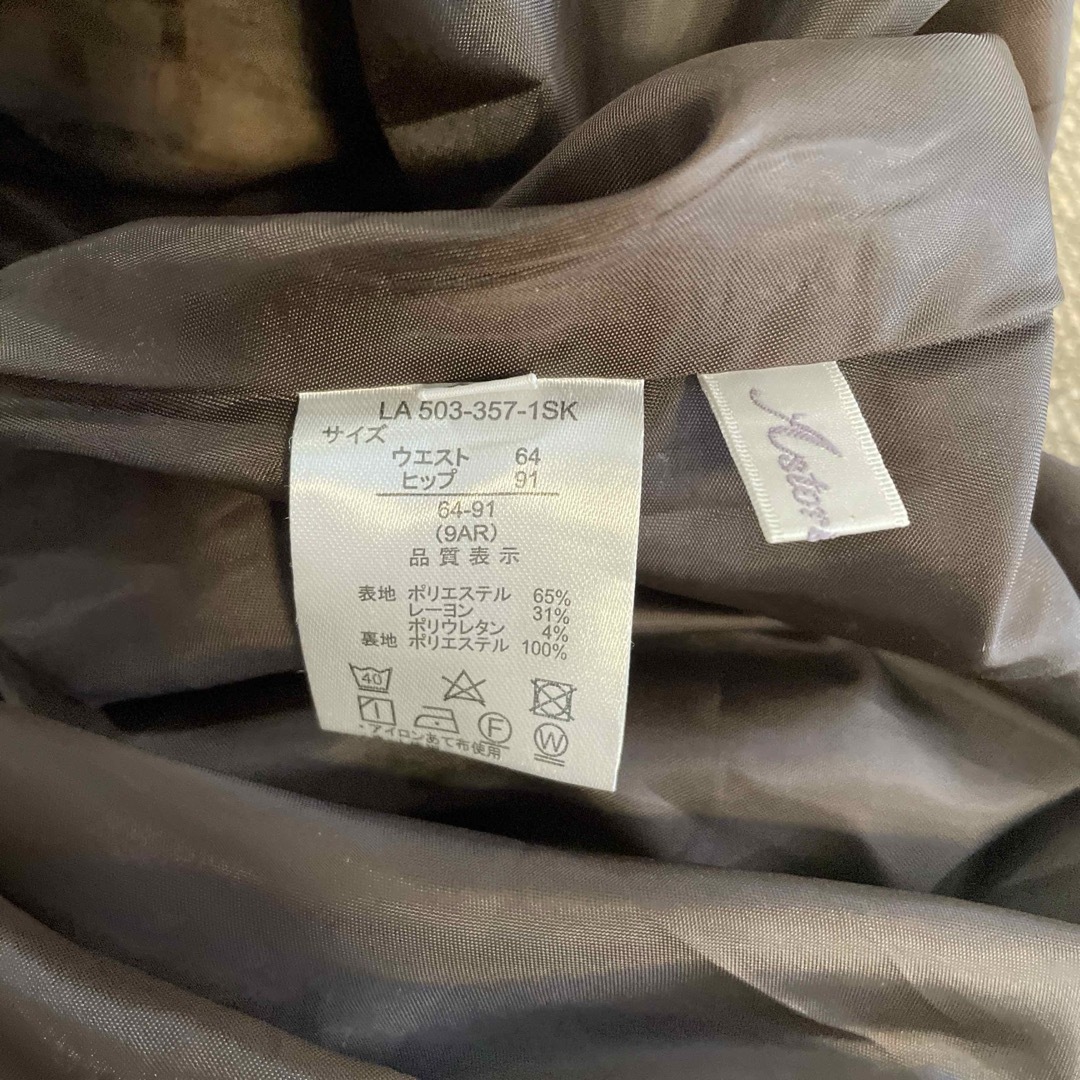 LA 503-357-1SK
サイズ
ウエスト 64
ヒップ 91
64-91
(9AR)
品質表示
表地 ポリエステル 65%
レーヨン 31%
ポリウレタン 4%
裏地 ポリエステル 100%
40
F
W
・アイロンあて布使用